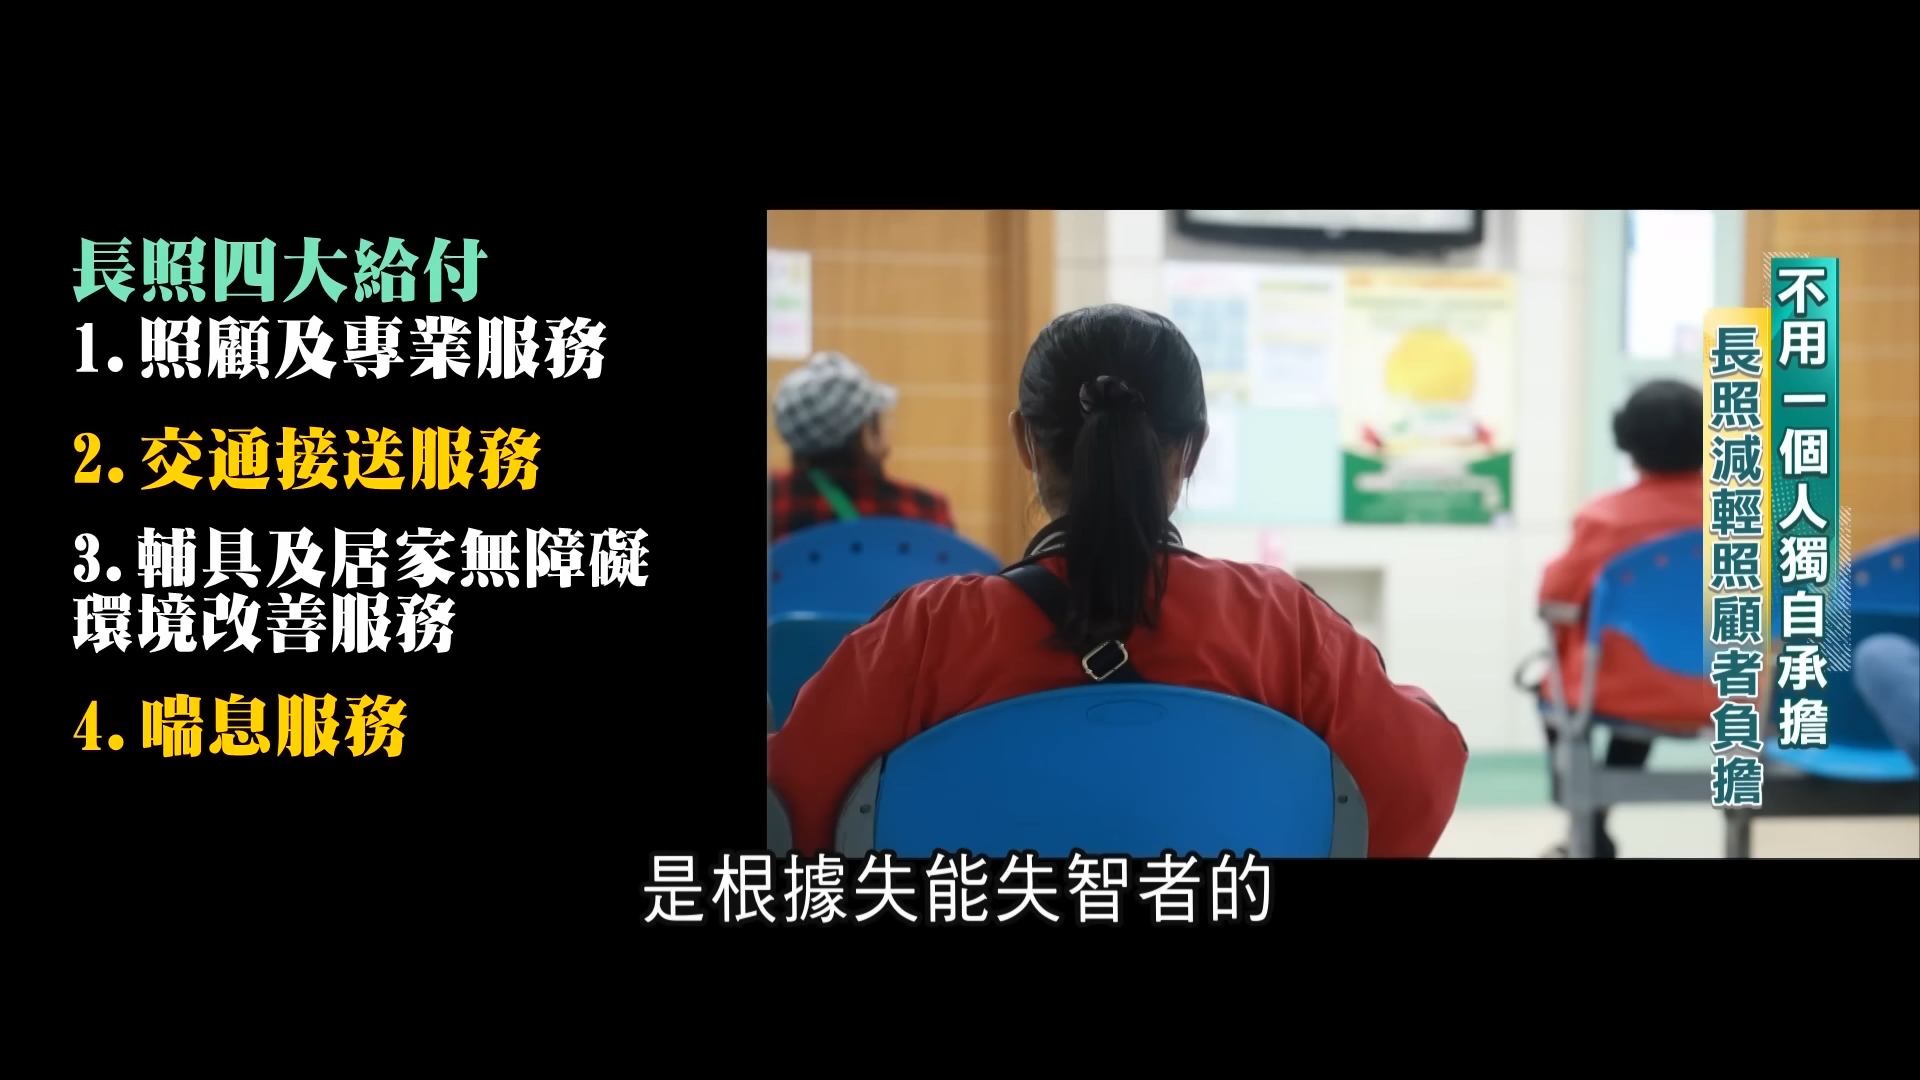 長照四大給付
1. 照顧及專業服務
2. 交通接送服務
3. 輔具及居家無障礙
環境改善服務
4. 喘息服務
不用一個人獨自承擔
長照減輕照顧者負擔
是根據失能失智者的